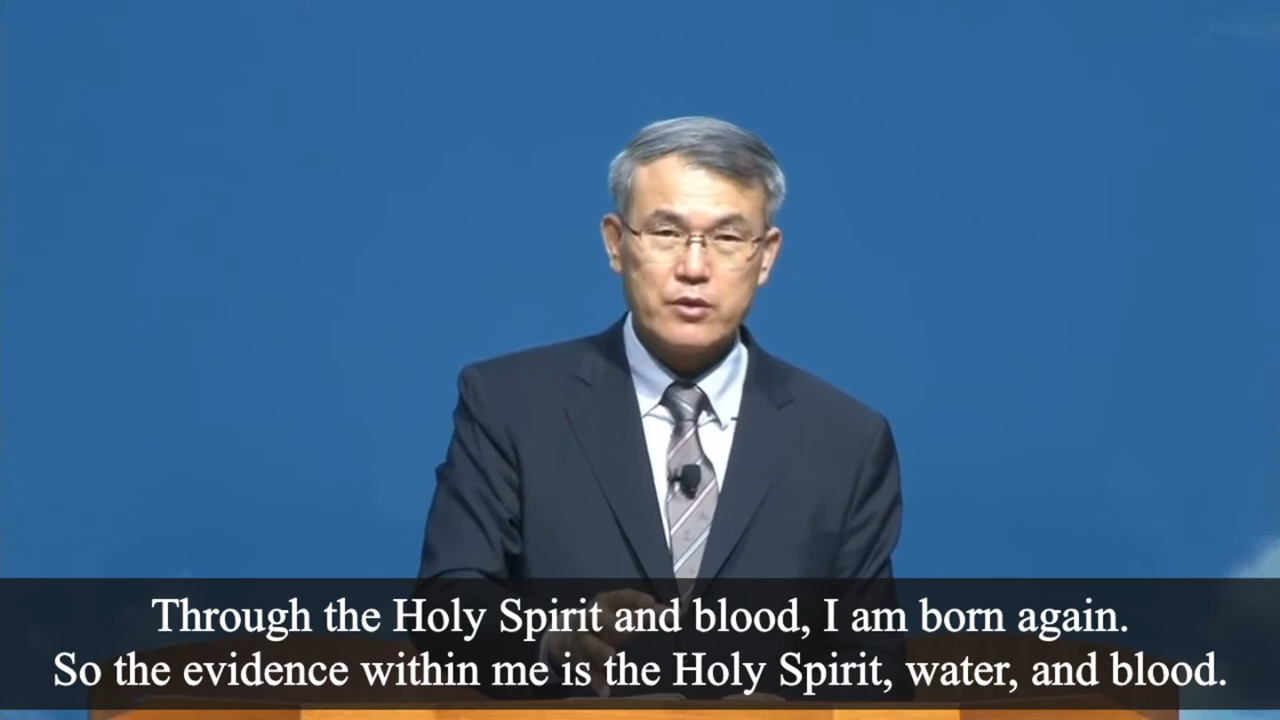 Through the Holy Spirit and blood, I am born again.
So the evidence within me is the Holy Spirit, water, and blood.